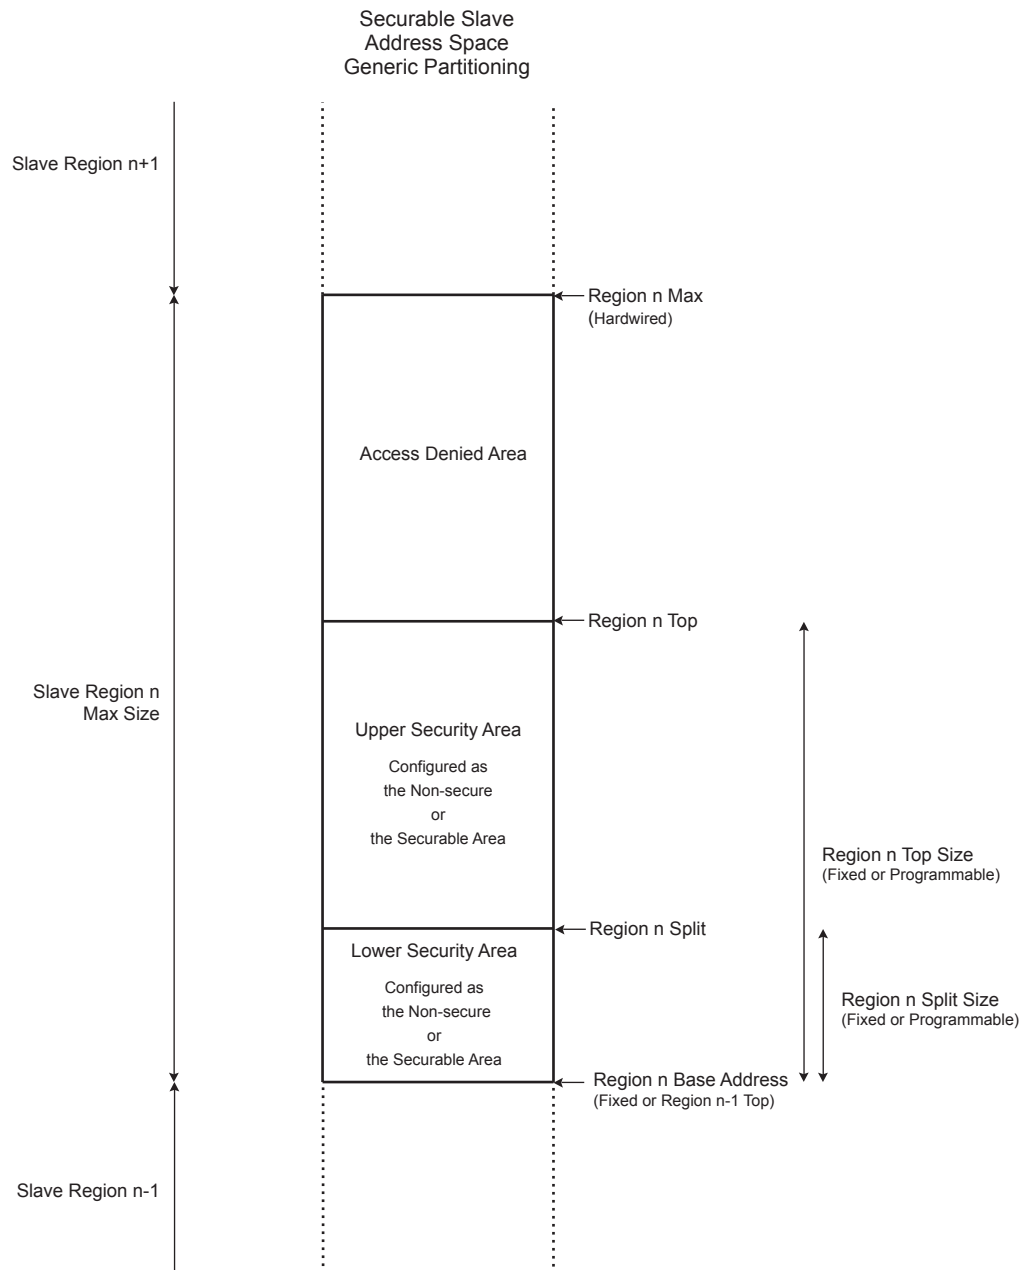 Securable Slave
Address Space
Generic Partitioning
Slave Region n+1
Region n Max
(Hardwired)
Access Denied Area
Region n Top
Slave Region n
Max Size
Upper Security Area
Configured as
the Non-secure
or
the Securable Area
Region n Top Size
(Fixed or Programmable)
Region n Split
Lower Security Area
Configured as
the Non-secure
or
the Securable Area
Region n Split Size
(Fixed or Programmable)
Region n Base Address
(Fixed or Region n-1 Top)
Slave Region n-1